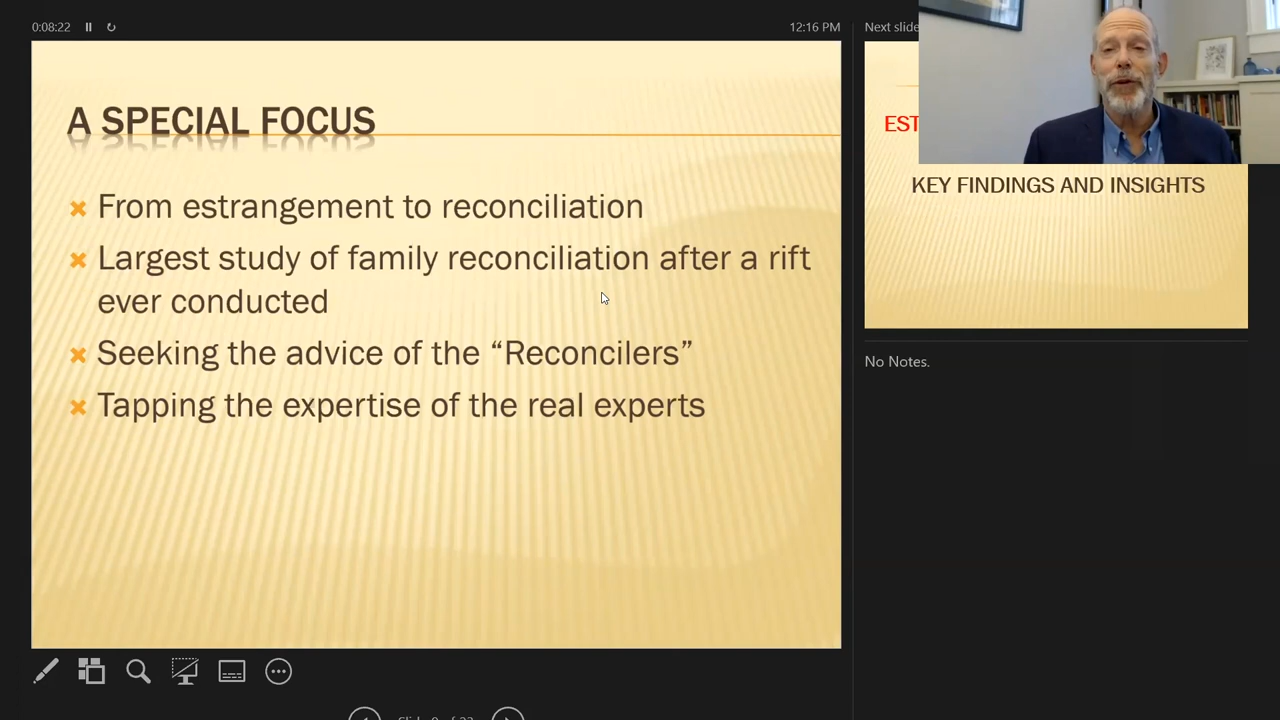 0:08:22
12:16 PM
Next slide
A SPECIAL FOCUS
From estrangement to reconciliation
Largest study of family reconciliation after a rift
ever conducted
Seeking the advice of the “Reconcilers”
Tapping the expertise of the real experts
EST
KEY FINDINGS AND INSIGHTS
No Notes.